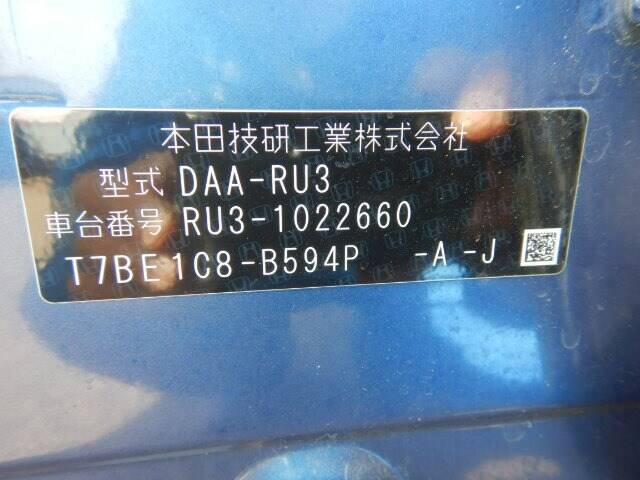 本田技研工業株式会社
型式 DAA-RU3
車台番号 RU3-1022660
T7BE1C8-B594P -A -J